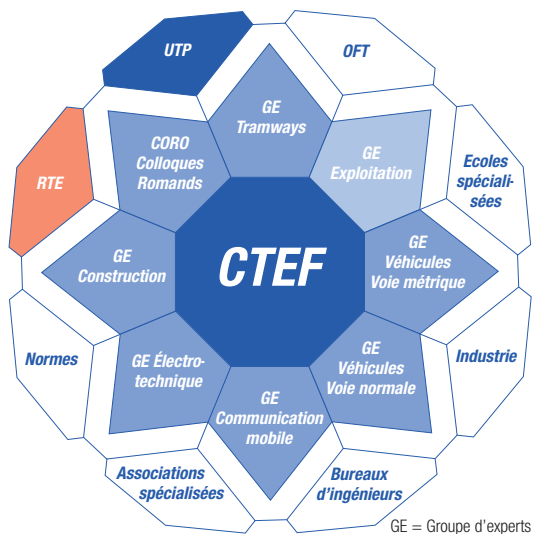 UTP
OFT
GE
Tramways
CORO
Colloques
Romands
GE
Exploitation
Ecoles
spéciali-
sées
RTE
CTEF
GE
Construction
GE
Véhicules
Voie métrique
Normes
GE Électro-
technique
GE
Véhicules
Voie normale
Industrie
GE
Communication
mobile
Associations
spécialisées
Bureaux
d'ingénieurs
GE = Groupe d'experts